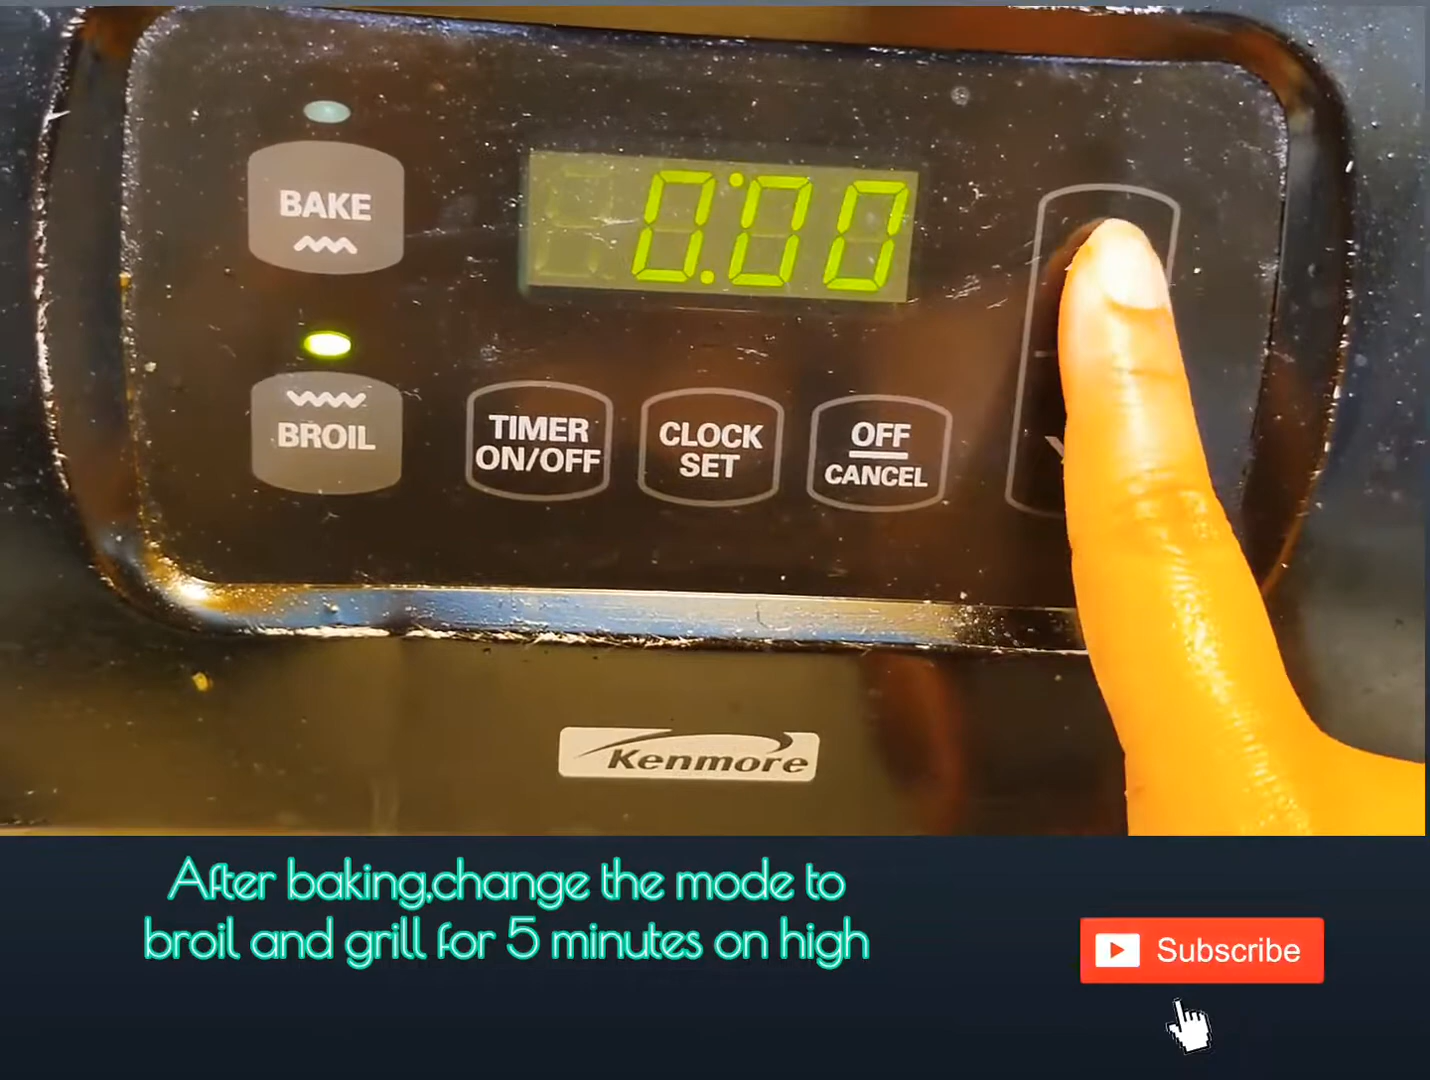 BAKE
0:00
BROIL
TIMER
ON/OFF
CLOCK
SET
OFF
CANCEL
Kenmore
After baking,change the mode to
broil and grill for 5 minutes on high
Subscribe